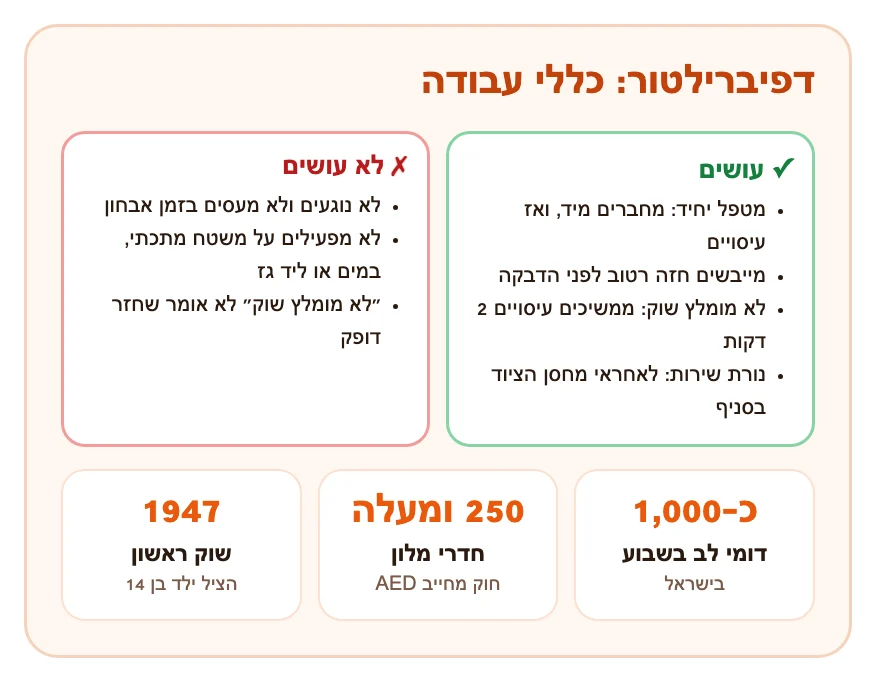 דפיברילטור: כללי עבודה
✓ עושים
• מטפל יחיד: מחברים מיד, ואז
עיסויים
• מייבשים חזה רטוב לפני הדבקה
• לא מומלץ שוק: ממשיכים עיסויים 2
דקות
• נורת שירות: לאחראי מחסן הציוד
בסניף
✗ לא עושים
• לא נוגעים ולא מעסים בזמן אבחון
• לא מפעילים על משטח מתכתי,
במים או ליד גז
• "לא מומלץ שוק" לא אומר שחזר
דופק
כ-1,000
דומי לב בשבוע
בישראל
250 ומעלה
חדרי מלון
חוק מחייב AED
1947
שוק ראשון
הציל ילד בן 14